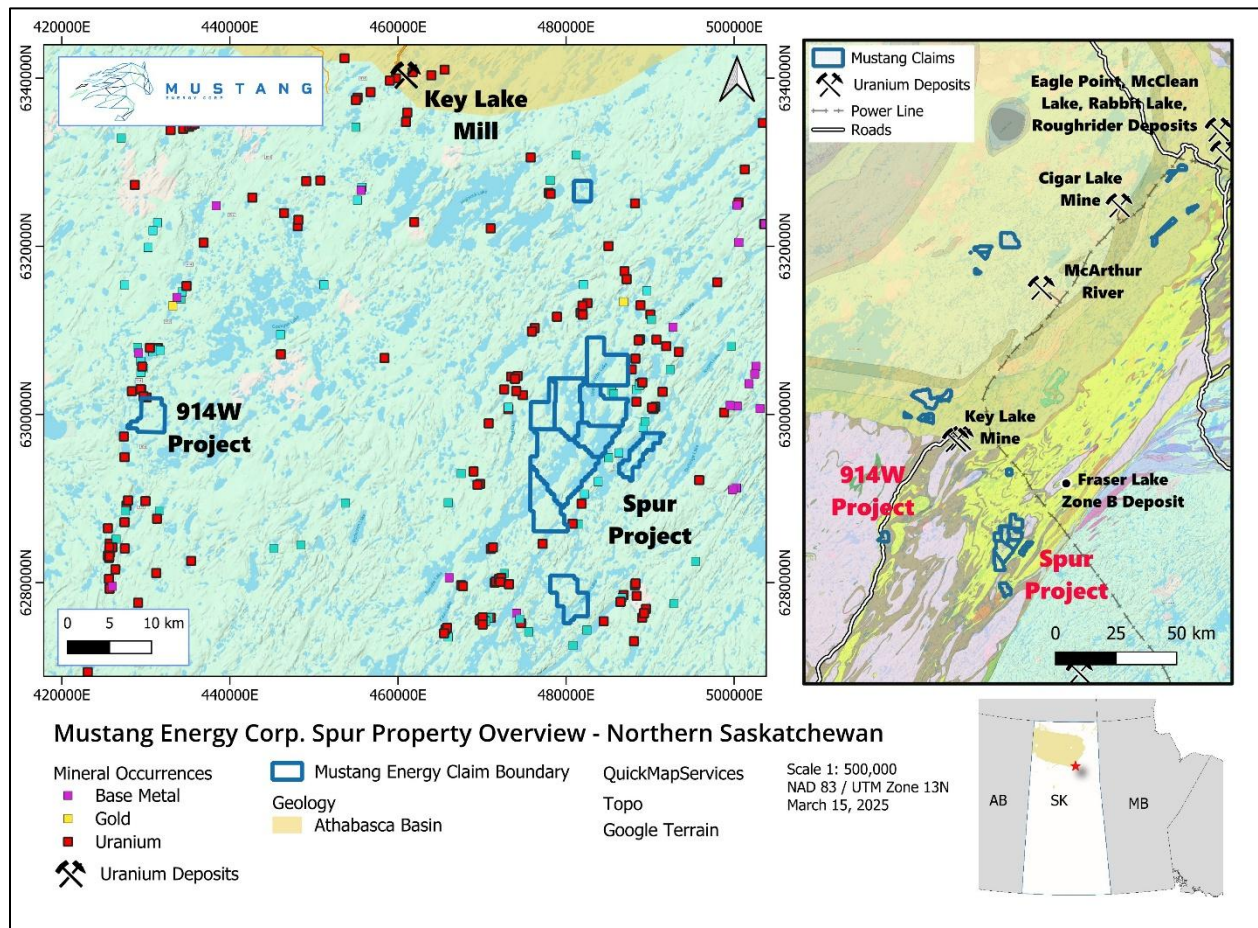 420000E 440000E 460000E 480000E 500000E
6340000N
6320000N
6300000N
6280000N
MUSTANG
ENERGY CORP.
Key Lake
Mill
914W
Project
Spur
Project
0 5 10 km
6340000N
6320000N
6300000N
6280000N
420000E 440000E 460000E 480000E 500000E
Mustang Claims
Uranium Deposits
Power Line
Roads
Eagle Point, McClean
Lake, Rabbit Lake,
Roughrider Deposits
Cigar Lake
Mine
McArthur
River
Key Lake
Mine
914W
Project
Fraser Lake
Zone B Deposit
Spur
Project
0 25 50 km
Mustang Energy Corp. Spur Property Overview - Northern Saskatchewan
Mineral Occurrences
Base Metal
Gold
Uranium
Uranium Deposits
Mustang Energy Claim Boundary
Geology
Athabasca Basin
QuickMapServices
Topo
Google Terrain
Scale 1: 500,000
NAD 83 / UTM Zone 13N
March 15, 2025
AB SK MB